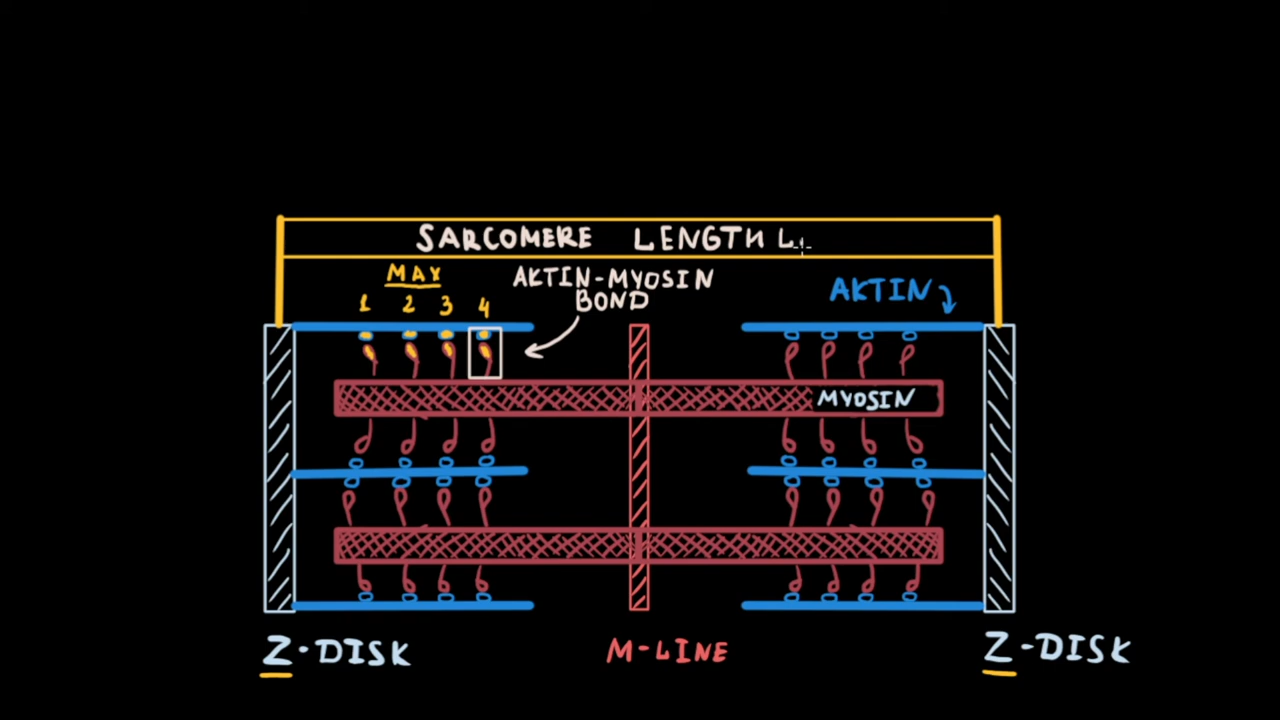 SARCOMERE LENGTH L
MAX
AKTIN-MYOSIN
BOND
AKTIN
1 2 3 4
MYOSIN
Z-DISK
M-LINE
Z-DISK